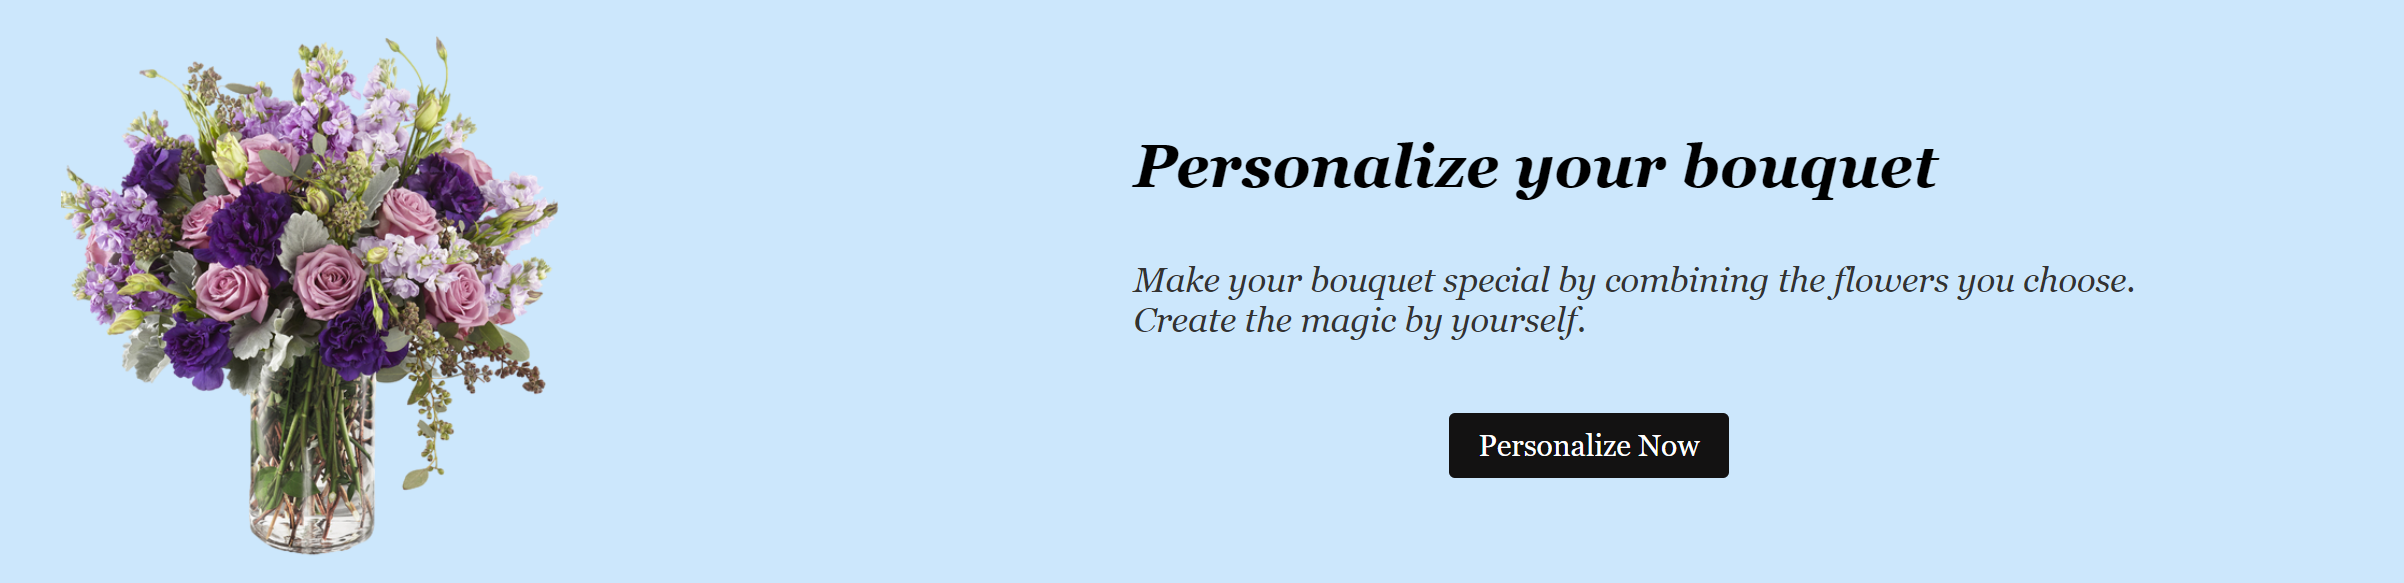 Personalize your bouquet
Make your bouquet special by combining the flowers you choose.
Create the magic by yourself.
Personalize Now